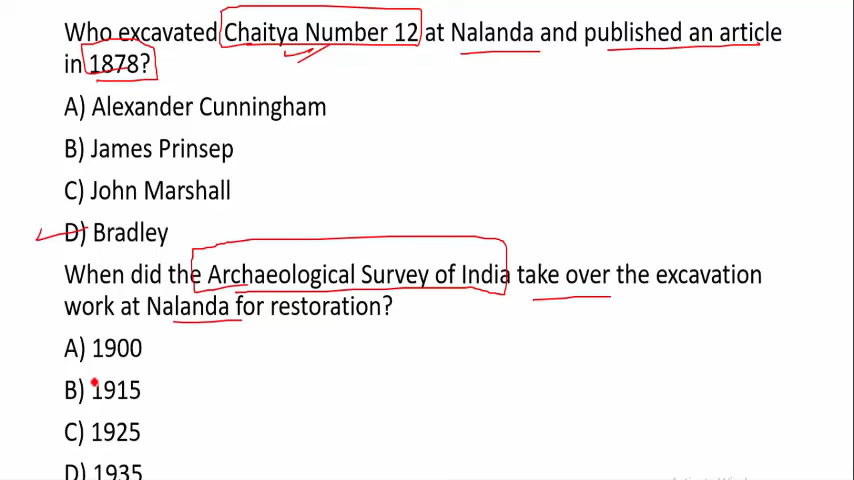 Who excavated Chaitya Number 12 at Nalanda and published an article
in 1878?
A) Alexander Cunningham
B) James Prinsep
C) John Marshall
D) Bradley
When did the Archaeological Survey of India take over the excavation
work at Nalanda for restoration?
A) 1900
B) 1915
C) 1925
D) 1935